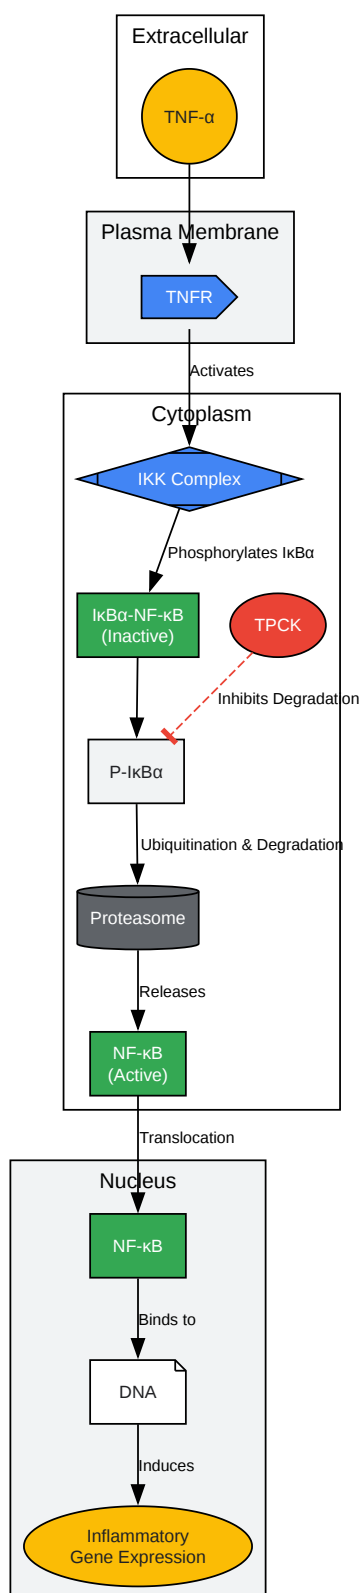 Extracellular
TNF-α
Plasma Membrane
TNFR
Activates
Cytoplasm
IKK Complex
Phosphorylates IκBα
IκBα-NF-κB
(Inactive)
TPCK
Inhibits Degradation
P-IκBα
Ubiquitination & Degradation
Proteasome
Releases
NF-κB
(Active)
Translocation
Nucleus
NF-κB
Binds to
DNA
Induces
Inflammatory
Gene Expression